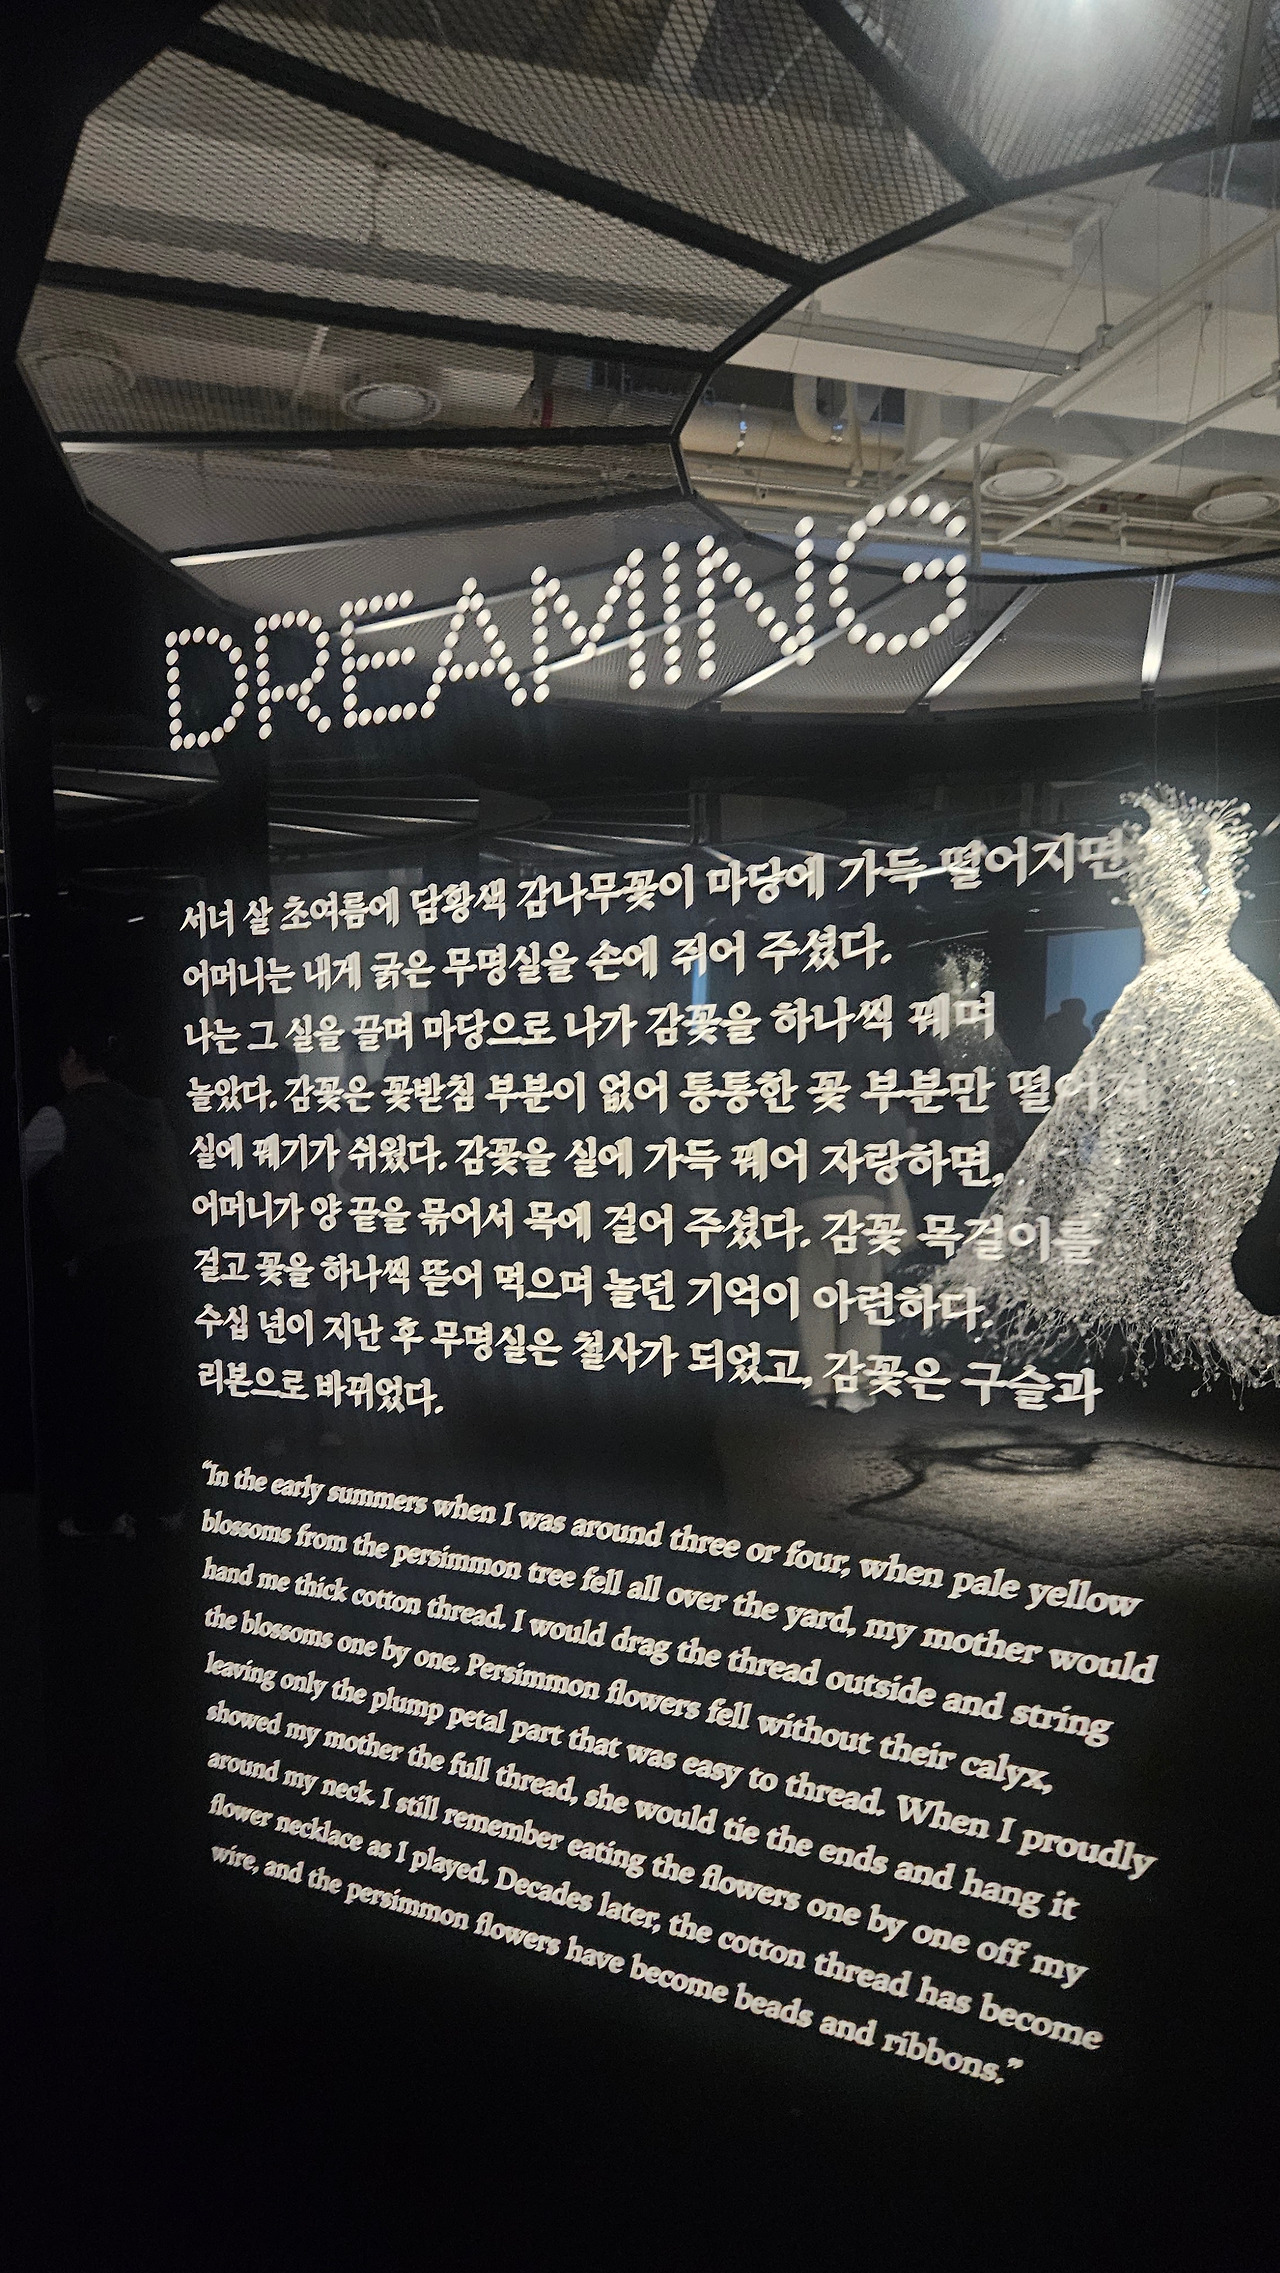 DREAMING
서너 살 초여름에 담황색 감나무꽃이 마당에 가득 떨어지면
어머니는 내게 굵은 무명실을 손에 쥐어 주셨다.
나는 그 실을 끌며 마당으로 나가 감꽃을 하나씩 꿰며
놀았다. 감꽃은 꽃받침 부분이 없어 통통한 꽃 부분만 떨어져
실에 꿰기가 쉬웠다. 감꽃을 실에 가득 꿰어 자랑하면,
어머니가 양 끝을 묶어서 목에 걸어 주셨다. 감꽃 목걸이를
걸고 꽃을 하나씩 뜯어 먹으며 놀던 기억이 아련하다.
수십 년이 지난 후 무명실은 철사가 되었고, 감꽃은 구슬과
리본으로 바뀌었다.
“In the early summers when I was around three or four, when pale yellow
blossoms from the persimmon tree fell all over the yard, my mother would
hand me thick cotton thread. I would drag the thread outside and string
the blossoms one by one. Persimmon flowers fell without their calyx,
leaving only the plump petal part that was easy to thread. When I proudly
showed my mother the full thread, she would tie the ends and hang it
around my neck. I still remember eating the flowers one by one off my
flower necklace as I played. Decades later, the cotton thread has become
wire, and the persimmon flowers have become beads and ribbons.”